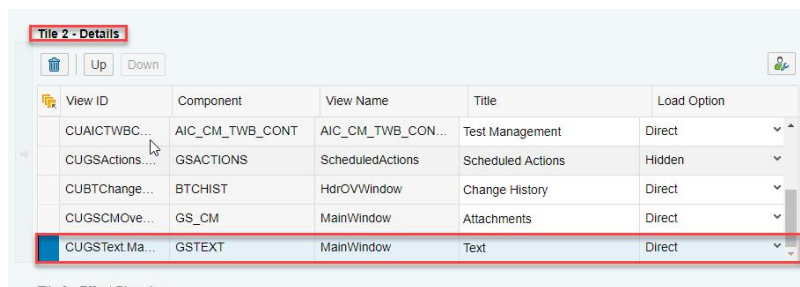 Tile 2 - Details
Up Down
View ID Component View Name Title Load Option
CUAICTWBC... AIC_CM_TWB_CONT AIC_CM_TWB_CON... Test Management Direct
CUGSActions.... GSACTIONS ScheduledActions Scheduled Actions Hidden
CUBTChange... BTCHIST HdrOVWindow Change History Direct
CUGSCMOve... GS_CM MainWindow Attachments Direct
CUGSText.Ma... GSTEXT MainWindow Text Direct